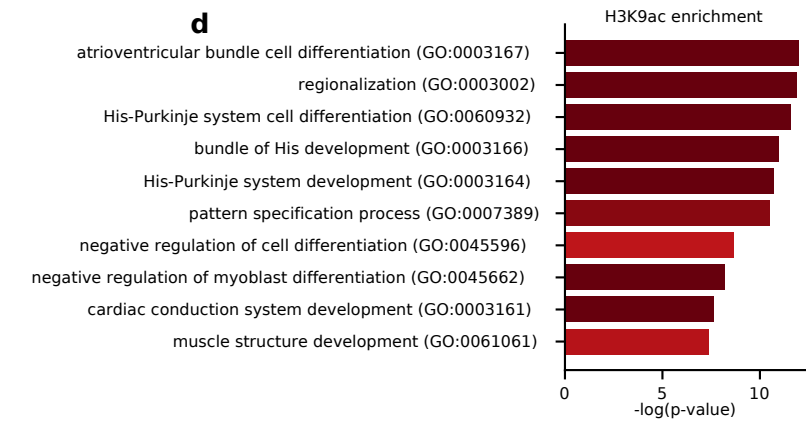 d
H3K9ac enrichment
atrioventricular bundle cell differentiation (GO:0003167)
regionalization (GO:0003002)
His-Purkinje system cell differentiation (GO:0060932)
bundle of His development (GO:0003166)
His-Purkinje system development (GO:0003164)
pattern specification process (GO:0007389)
negative regulation of cell differentiation (GO:0045596)
negative regulation of myoblast differentiation (GO:0045662)
cardiac conduction system development (GO:0003161)
muscle structure development (GO:0061061)
0 5 10
-log(p-value)